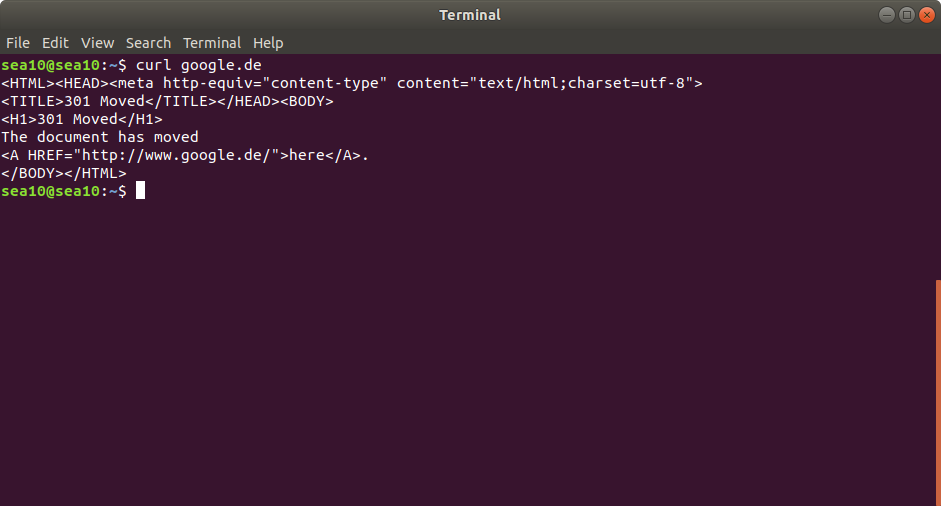 Terminal
File Edit View Search Terminal Help
sea10@sea10:~$ curl google.de
<HTML><HEAD><meta http-equiv="content-type" content="text/html;charset=utf-8">
<TITLE>301 Moved</TITLE></HEAD><BODY>
<H1>301 Moved</H1>
The document has moved
<A HREF="http://www.google.de/">here</A>.
</BODY></HTML>
sea10@sea10:~$